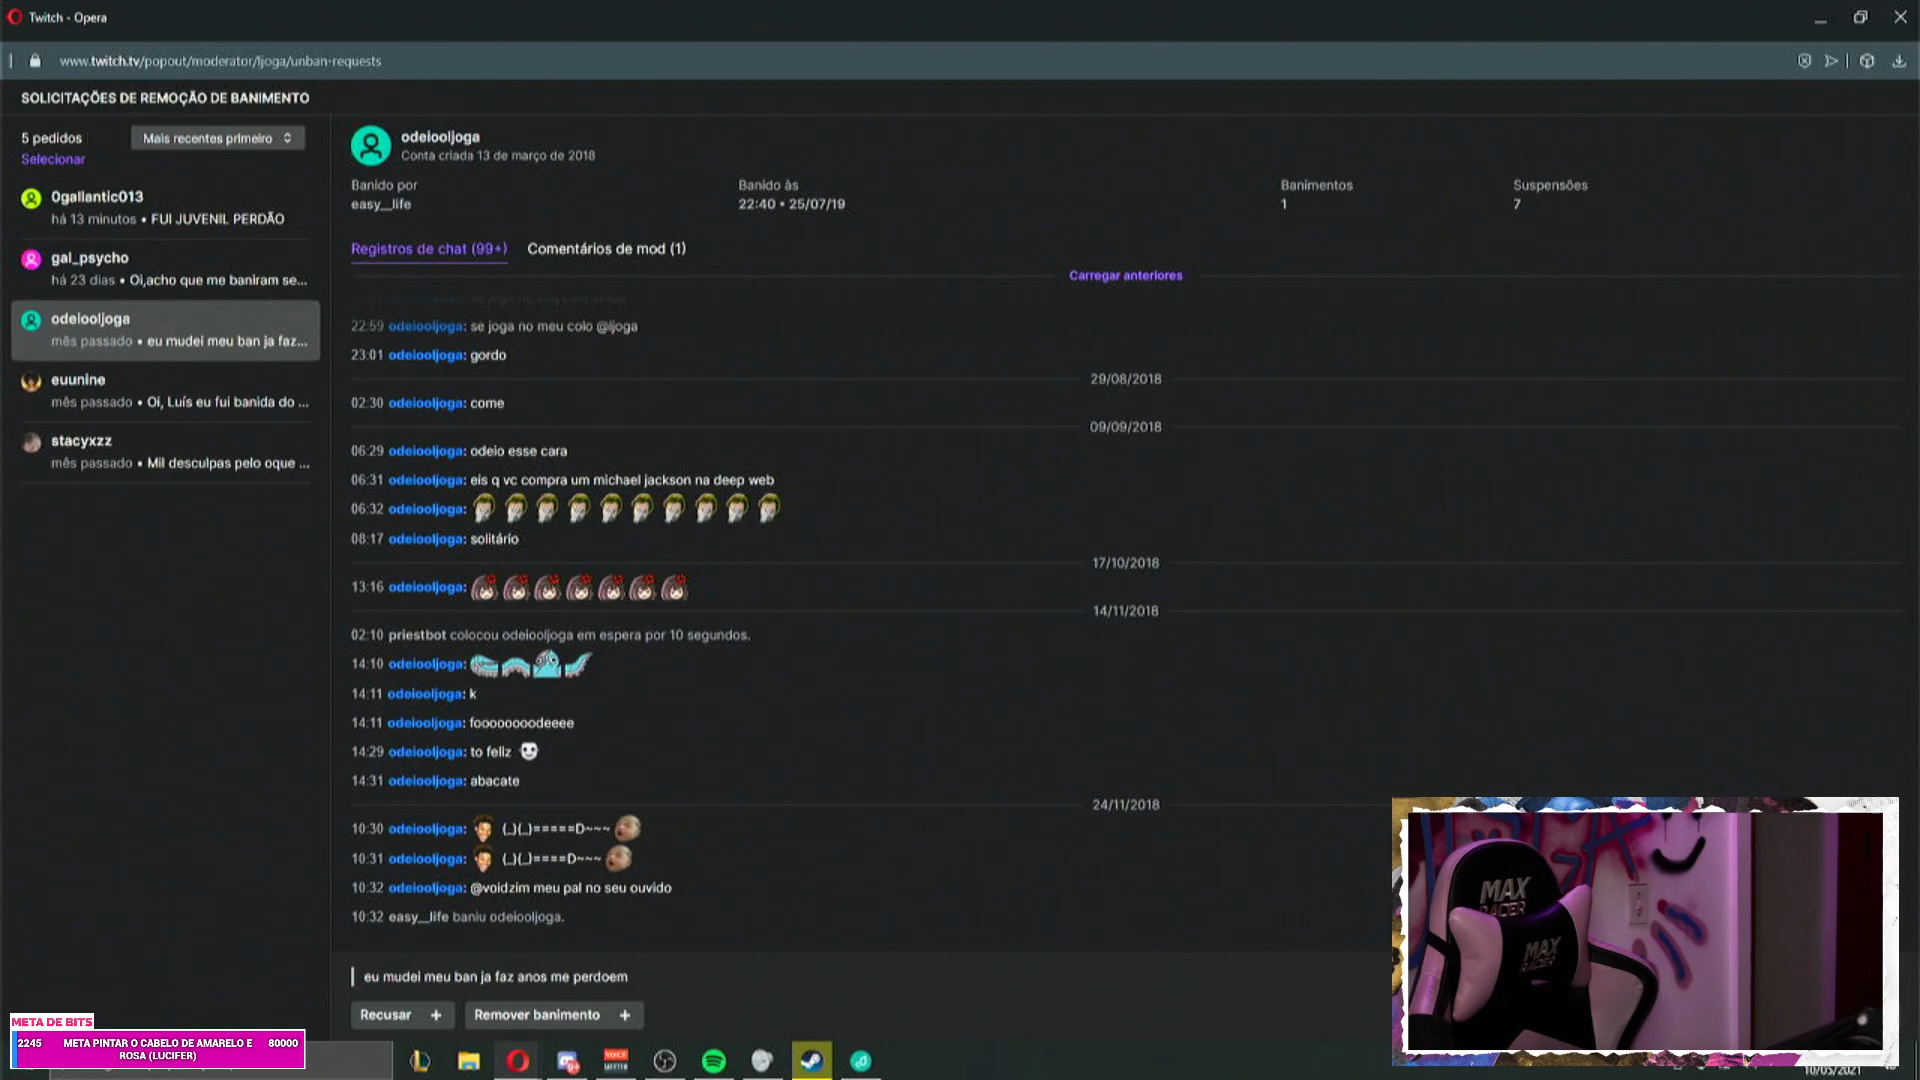 Twitch - Opera
www.twitch.tv/popout/moderator/ljoga/unban-requests
SOLICITAÇÕES DE REMOÇÃO DE BANIMENTO
5 pedidos
Mais recentes primeiro
Selecionar
0gallantic013
há 13 minutos • FUI JUVENIL PERDÃO
gal_psycho
há 23 dias • Oi,acho que me baniram se...
odeiooljoga
mês passado • eu mudei meu ban ja faz...
euunine
mês passado • Oi, Luís eu fui banida do ...
stacyxzz
mês passado • Mil desculpas pelo oque ...
odeiooljoga
Conta criada 13 de março de 2018
Banido por
easy__life
Banido às
22:40 • 25/07/19
Banimentos
1
Suspensões
7
Registros de chat (99+)
Comentários de mod (1)
Carregar anteriores
22:59 odeiooljoga: se joga no meu colo @ljoga
23:01 odeiooljoga: gordo
29/08/2018
02:30 odeiooljoga: come
09/09/2018
06:29 odeiooljoga: odeio esse cara
06:31 odeiooljoga: eis q vc compra um michael jackson na deep web
06:32 odeiooljoga:
08:17 odeiooljoga: solitário
17/10/2018
13:16 odeiooljoga:
14/11/2018
02:10 priestbot colocou odeiooljoga em espera por 10 segundos.
14:10 odeiooljoga:
14:11 odeiooljoga: k
14:11 odeiooljoga: foooooooodeeee
14:29 odeiooljoga: to feliz
14:31 odeiooljoga: abacate
24/11/2018
10:30 odeiooljoga: (_)(_)=====D~~~
10:31 odeiooljoga: (_)(_)====D~~~
10:32 odeiooljoga: @voidzim meu pal no seu ouvido
10:32 easy__life baniu odeiooljoga.
eu mudei meu ban ja faz anos me perdoem
Recusar +
Remover banimento +
META DE BITS
2245 META PINTAR O CABELO DE AMARELO E 80000
ROSA (LUCIFER)
MAX
RACER
MAX
RACER
10/05/2021